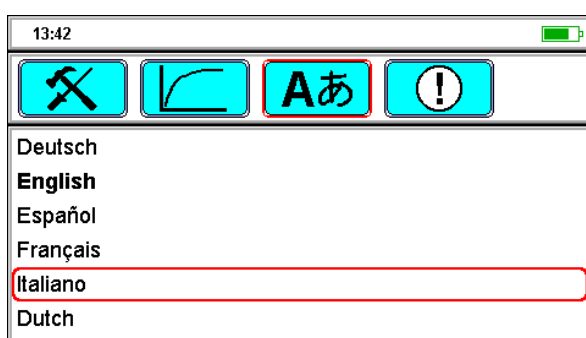 13:42
Aあ
Deutsch
English
Español
Français
Italiano
Dutch